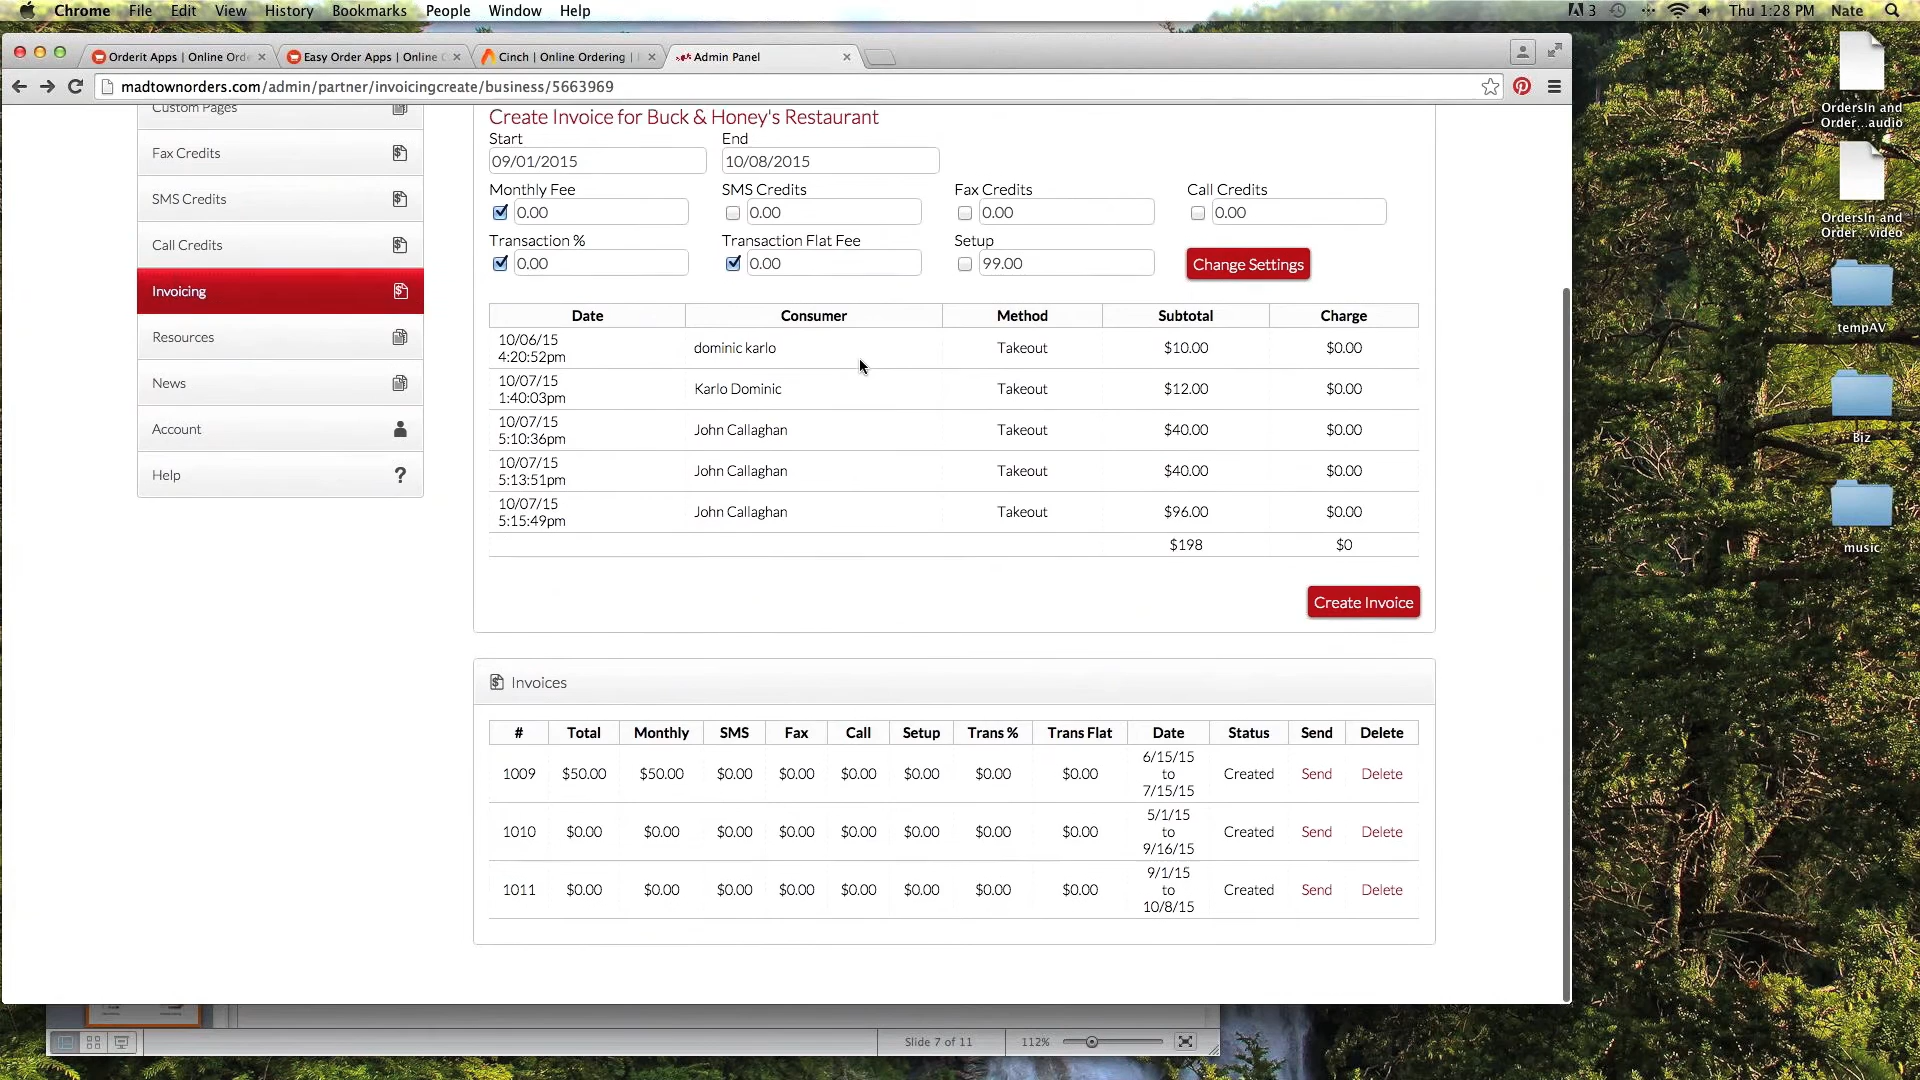 Chrome File Edit View History Bookmarks People Window Help
3 Thu 1:28 PM Nate
Orderit Apps | Online Orde
Easy Order Apps | Online O
Cinch | Online Ordering |
Admin Panel
madtownorders.com/admin/partner/invoicingcreate/business/5663969
Custom Pages
Fax Credits
SMS Credits
Call Credits
Invoicing
Resources
News
Account
Help
Create Invoice for Buck & Honey's Restaurant
Start End
09/01/2015 10/08/2015
Monthly Fee SMS Credits Fax Credits Call Credits
0.00 0.00 0.00 0.00
Transaction % Transaction Flat Fee Setup
0.00 0.00 99.00 Change Settings
Date Consumer Method Subtotal Charge
10/06/15
4:20:52pm dominic karlo Takeout $10.00 $0.00
10/07/15
1:40:03pm Karlo Dominic Takeout $12.00 $0.00
10/07/15
5:10:36pm John Callaghan Takeout $40.00 $0.00
10/07/15
5:13:51pm John Callaghan Takeout $40.00 $0.00
10/07/15
5:15:49pm John Callaghan Takeout $96.00 $0.00
$198 $0
Create Invoice
Invoices
# Total Monthly SMS Fax Call Setup Trans % Trans Flat Date Status Send Delete
1009 $50.00 $50.00 $0.00 $0.00 $0.00 $0.00 $0.00 $0.00 6/15/15 to 7/15/15 Created Send Delete
1010 $0.00 $0.00 $0.00 $0.00 $0.00 $0.00 $0.00 $0.00 5/1/15 to 9/16/15 Created Send Delete
1011 $0.00 $0.00 $0.00 $0.00 $0.00 $0.00 $0.00 $0.00 9/1/15 to 10/8/15 Created Send Delete
Slide 7 of 11 112%
OrdersIn and
Order...audio
OrdersIn and
Order...video
tempAV
Biz
music